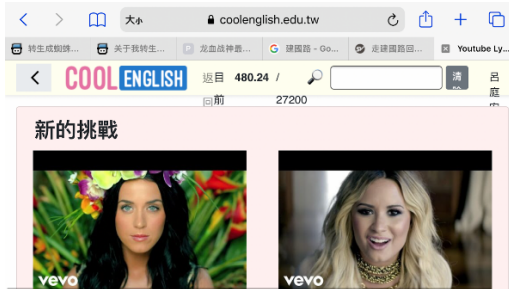 大小 coolenglish.edu.tw
转生成蜘蛛... 关于我转生... 龙血战神最... 建國路 - Go... 走建國路回... Youtube Ly...
COOL ENGLISH 返回 目前 480.24 / 27200 清除 呂庭
新的挑戰
vevo vevo